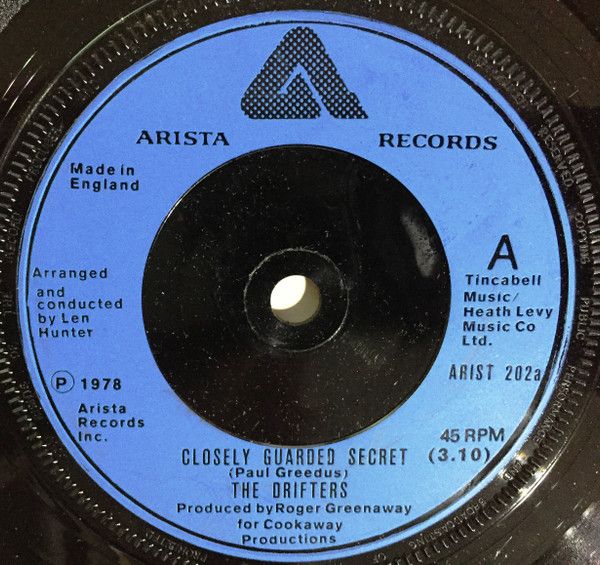 ARISTA RECORDS
Made in
England
Arranged
and
conducted
by Len
Hunter
P 1978
Arista
Records
Inc.
A
Tincabell
Music/
Heath Levy
Music Co
Ltd.
ARIST 202a
45 RPM
(3.10)
CLOSELY GUARDED SECRET
(Paul Greedus)
THE DRIFTERS
Produced by Roger Greenaway
for Cookaway
Productions